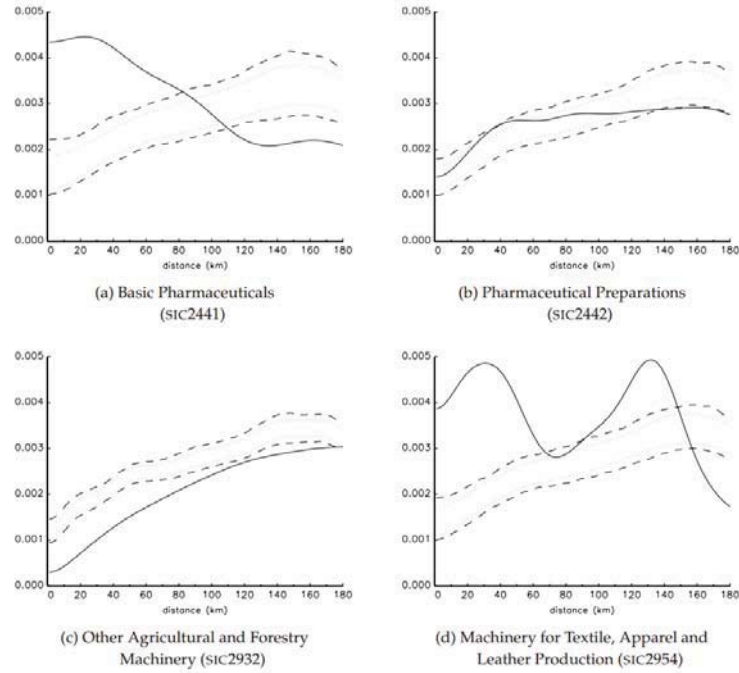 0.005
0.004
0.003
0.002
0.001
0.000
0 20 40 60 80 100 120 140 160 180
distance (km)
(a) Basic Pharmaceuticals
(SIC2441)
0.005
0.004
0.003
0.002
0.001
0.000
0 20 40 60 80 100 120 140 160 180
distance (km)
(b) Pharmaceutical Preparations
(SIC2442)
0.005
0.004
0.003
0.002
0.001
0.000
0 20 40 60 80 100 120 140 160 180
distance (km)
(c) Other Agricultural and Forestry
Machinery (SIC2932)
0.005
0.004
0.003
0.002
0.001
0.000
0 20 40 60 80 100 120 140 160 180
distance (km)
(d) Machinery for Textile, Apparel and
Leather Production (SIC2954)